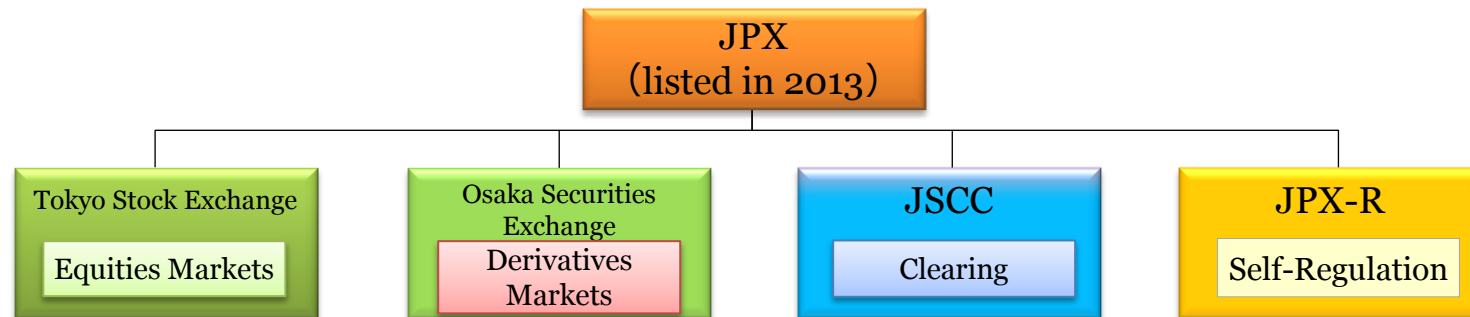 JPX
（listed in 2013）
Tokyo Stock Exchange
Equities Markets
Osaka Securities
Exchange
Derivatives
Markets
JSCC
Clearing
JPX-R
Self-Regulation